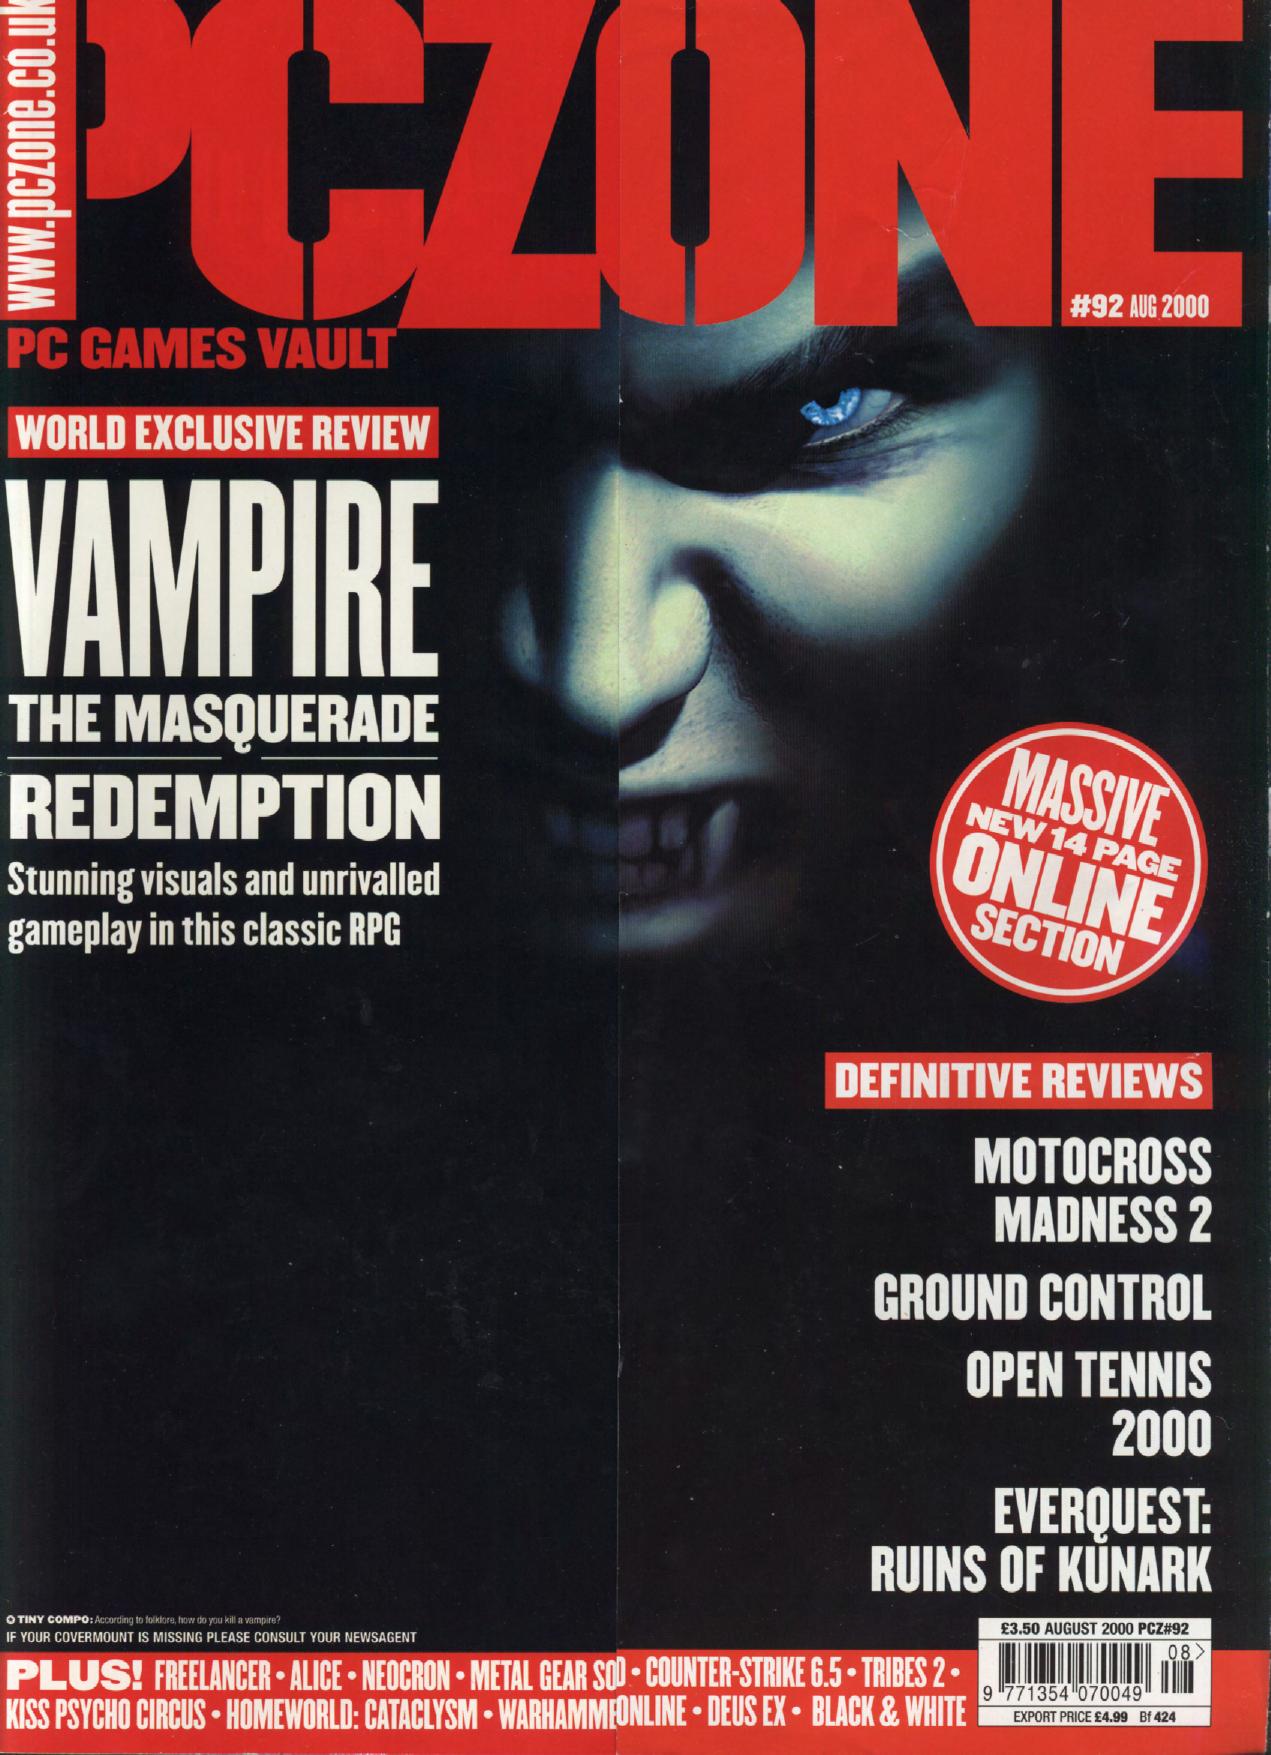 www.pczone.co.uk
PCZONE
#92 AUG 2000
PC GAMES VAULT
WORLD EXCLUSIVE REVIEW
VAMPIRE
THE MASQUERADE
REDEMPTION
Stunning visuals and unrivalled
gameplay in this classic RPG
MASSIVE
NEW 14 PAGE
ONLINE
SECTION
DEFINITIVE REVIEWS
MOTOCROSS
MADNESS 2
GROUND CONTROL
OPEN TENNIS
2000
EVERQUEST:
RUINS OF KUNARK
TINY COMPO: According to folklore, how do you kill a vampire?
IF YOUR COVERMOUNT IS MISSING PLEASE CONSULT YOUR NEWSAGENT
PLUS! FREELANCER • ALICE • NEOCRON • METAL GEAR SOD • COUNTER-STRIKE 6.5 • TRIBES 2 •
KISS PSYCHO CIRCUS • HOMEWORLD: CATACLYSM • WARHAMMEONLINE • DEUS EX • BLACK & WHITE
£3.50 AUGUST 2000 PCZ#92
08>
9 771354 070049
EXPORT PRICE £4.99 Bf 424